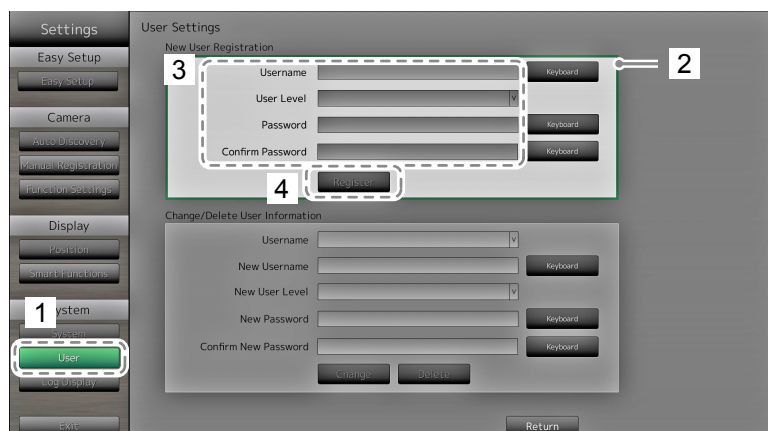 Settings
Easy Setup
Easy Setup
Camera
Auto Discovery
Manual Registration
Function Settings
Display
Position
Smart Functions
1
ystem
System
User
Log Display
Exit
User Settings
New User Registration
2
3
Username
Keyboard
User Level
v
Password
Keyboard
Confirm Password
Keyboard
4
Register
Change/Delete User Information
Username
v
New Username
Keyboard
New User Level
v
New Password
Keyboard
Confirm New Password
Keyboard
Change
Delete
Return